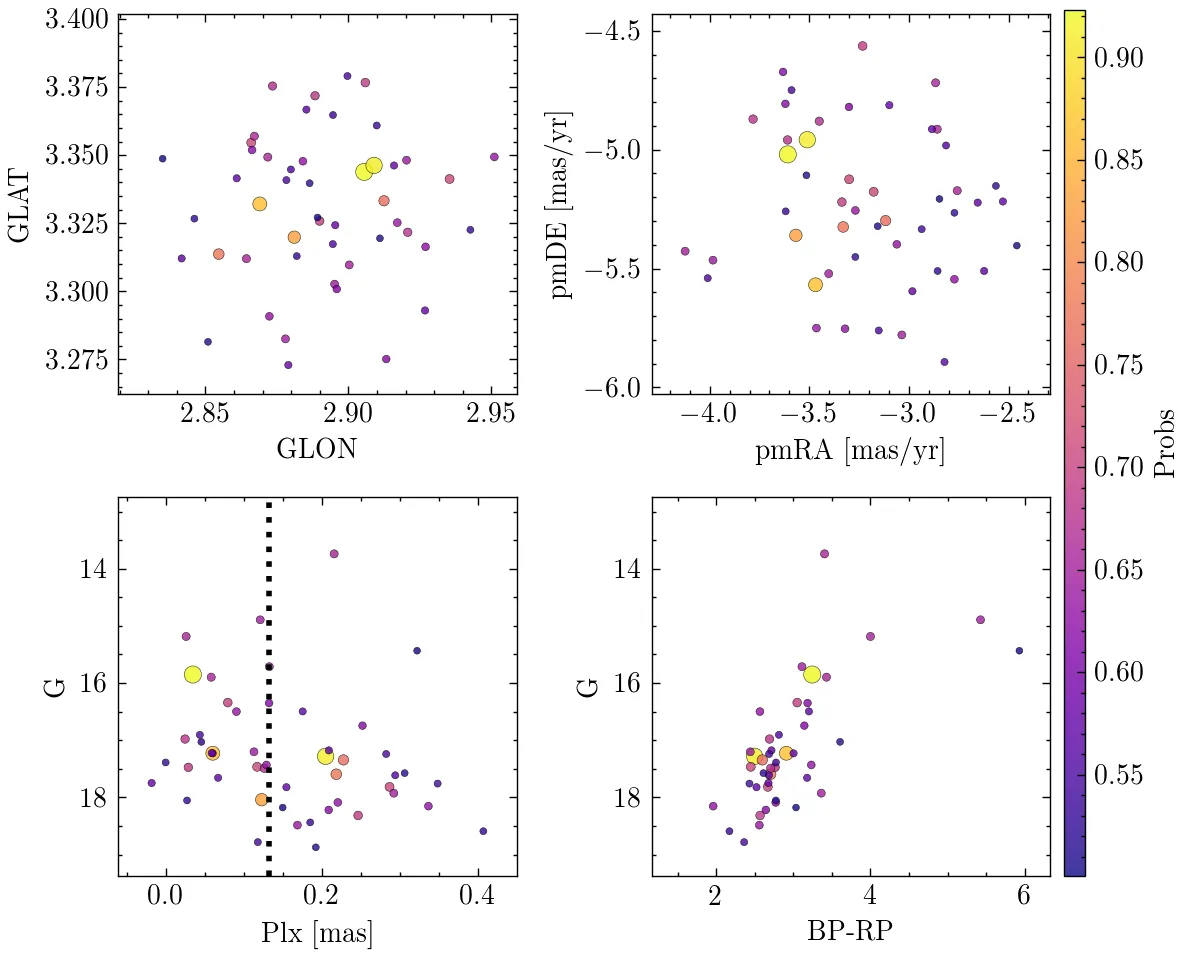 3.400
3.375
3.350
3.325
3.300
3.275
GLAT
2.85 2.90 2.95
GLON
−4.5
−5.0
−5.5
−6.0
pmDE [mas/yr]
−4.0 −3.5 −3.0 −2.5
pmRA [mas/yr]
0.90
0.85
0.80
0.75
0.70
0.65
0.60
0.55
Probs
14
16
18
G
0.0 0.2 0.4
Plx [mas]
14
16
18
G
2 4 6
BP-RP